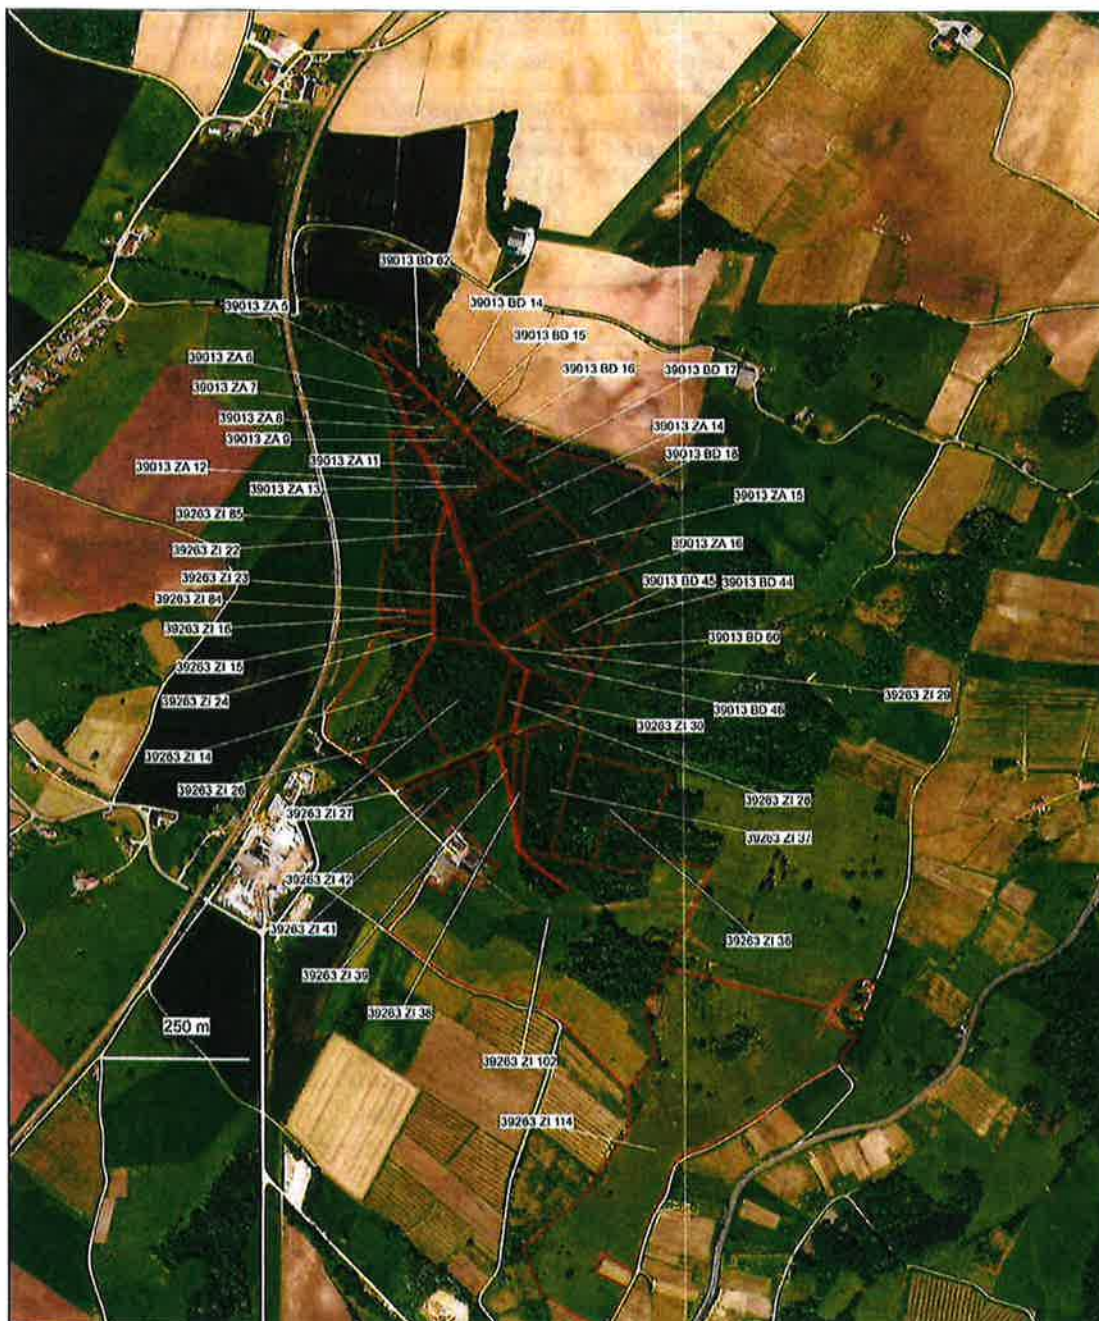 39013 BD 62
39013 ZA 5
39013 BD 14
39013 BD 15
39013 ZA 6
39013 BD 16
39013 BD 17
39013 ZA 7
39013 ZA 8
39013 ZA 14
39013 ZA 9
39013 BD 18
39013 ZA 12
39013 ZA 11
39013 ZA 13
39013 ZA 15
39263 ZI 85
39263 ZI 22
39013 ZA 16
39263 ZI 23
39013 BD 45
39013 BD 44
39263 ZI 84
39263 ZI 16
39013 BD 60
39263 ZI 15
39263 ZI 29
39263 ZI 24
39013 BD 46
39263 ZI 30
39263 ZI 14
39263 ZI 26
39263 ZI 28
39263 ZI 27
39263 ZI 37
39263 ZI 42
39263 ZI 41
39263 ZI 36
39263 ZI 39
39263 ZI 38
250 m
39263 ZI 102
39263 ZI 114